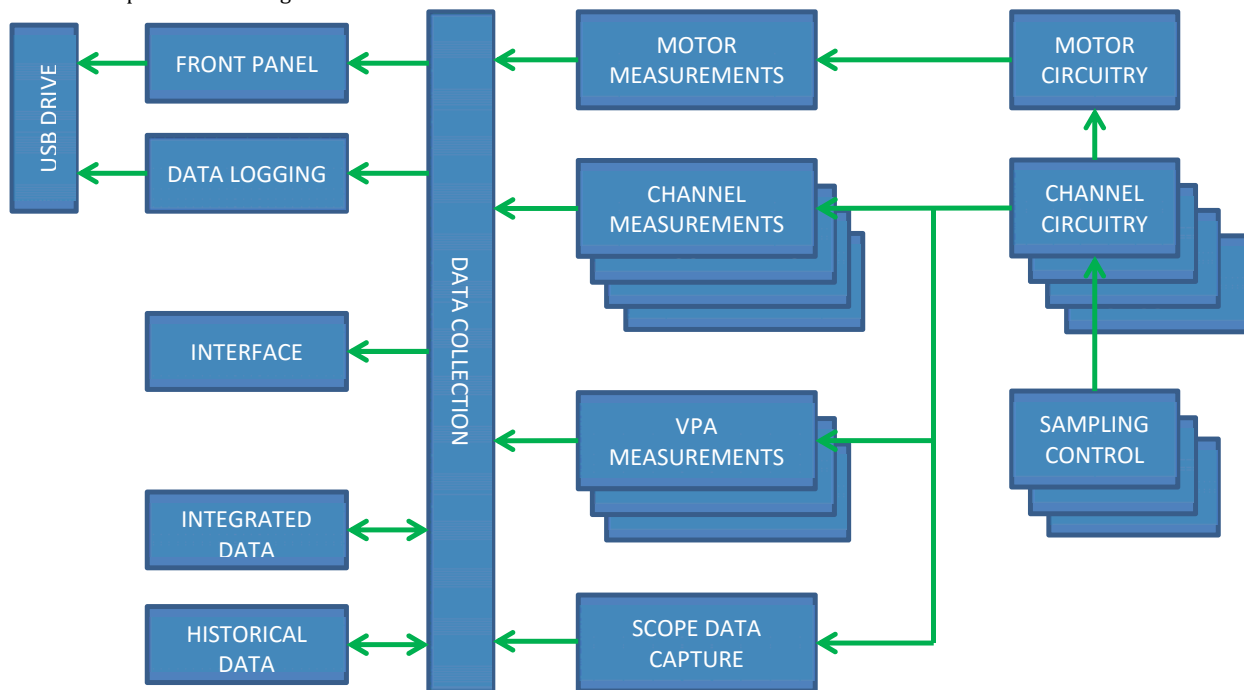 USB DRIVE
FRONT PANEL
DATA LOGGING
INTERFACE
INTEGRATED
DATA
HISTORICAL
DATA
DATA COLLECTION
MOTOR
MEASUREMENTS
CHANNEL
MEASUREMENTS
VPA
MEASUREMENTS
SCOPE DATA
CAPTURE
MOTOR
CIRCUITRY
CHANNEL
CIRCUITRY
SAMPLING
CONTROL